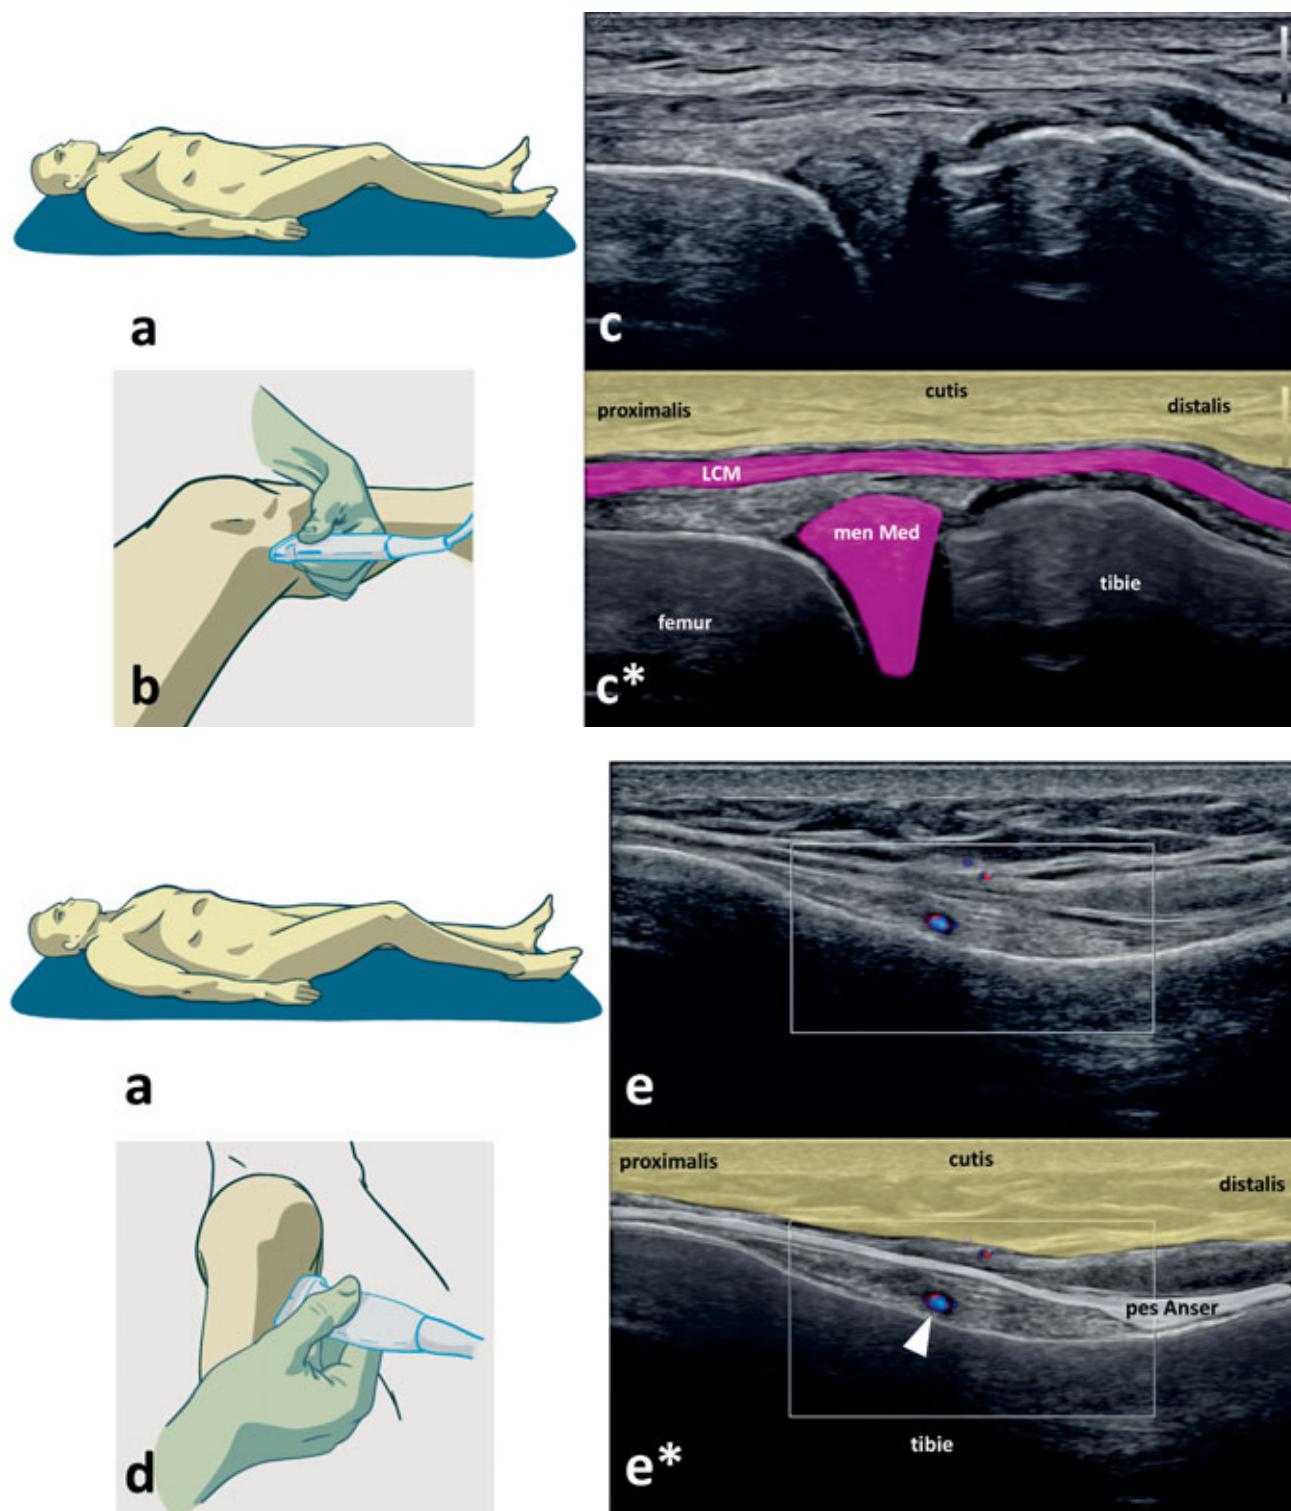 a
c
b
proximalis
cutis
distalis
LCM
men Med
tibie
femur
c*
a
e
d
proximalis
cutis
distalis
pes Anser
tibie
e*